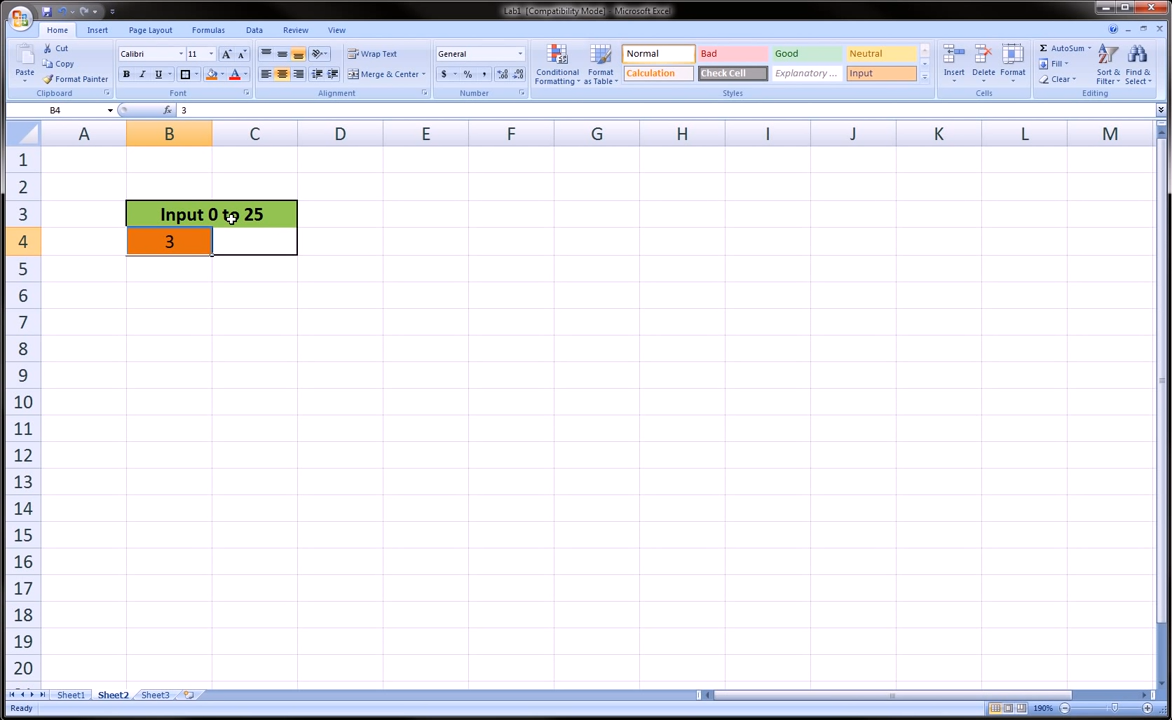 Lab1 [Compatibility Mode] - Microsoft Excel
Home Insert Page Layout Formulas Data Review View
Paste
Cut
Copy
Format Painter
Clipboard
Calibri 11 A A
B I U A
Font
Wrap Text
Merge & Center
Alignment
General
$ % , .0 .00
Number
Conditional Formatting
Format as Table
Normal Bad Good Neutral
Calculation Check Cell Explanatory ... Input
Styles
Insert Delete Format
Cells
Σ AutoSum
Fill
Clear
Sort & Filter
Find & Select
Editing
B4 fx 3
A B C D E F G H I J K L M
1
2
3 Input 0 to 25
4 3
5
6
7
8
9
10
11
12
13
14
15
16
17
18
19
20
Sheet1 Sheet2 Sheet3
Ready 190%